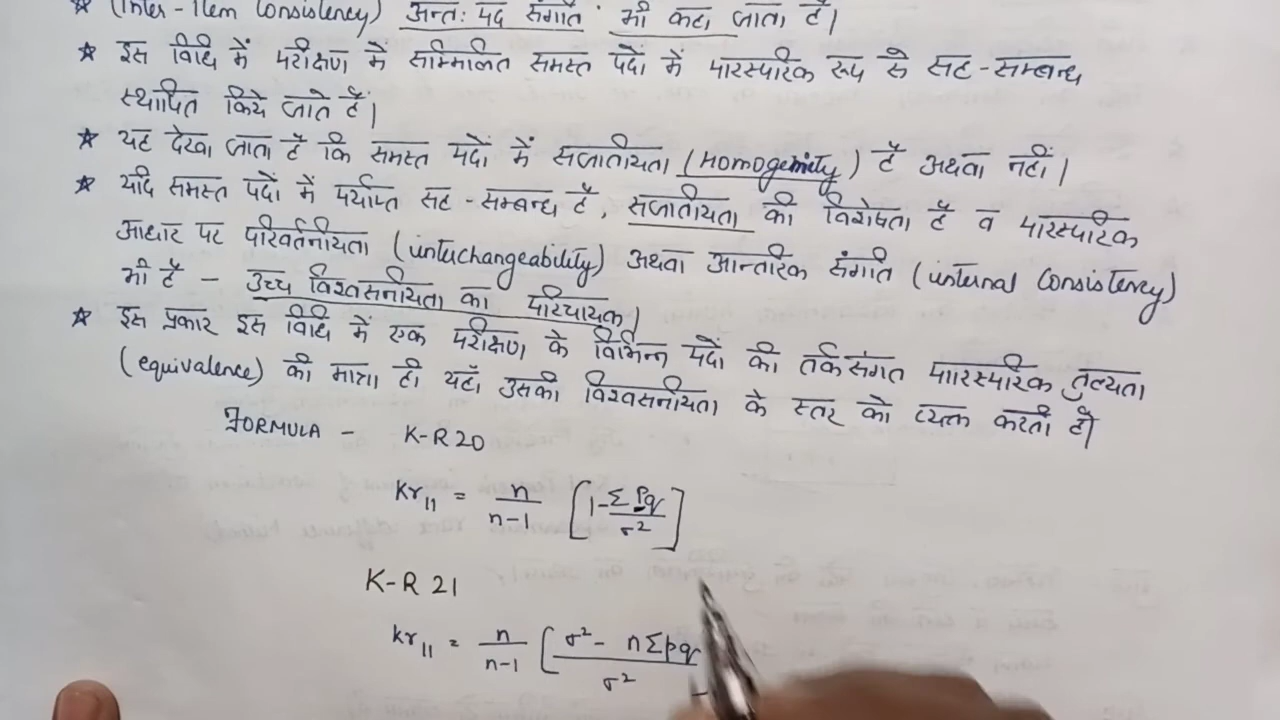 ★ (Inter-Item Consistency) अन्तः पद संगति भी कहा जाता है।
★ इस विधि में परीक्षण में सम्मिलित समस्त पदों में पारस्परिक रूप से सह-सम्बन्ध
स्थापित किये जाते हैं।
★ यह देखा जाता है कि समस्त पदों में सजातीयता (Homogenity) है अथवा नहीं।
★ यदि समस्त पदों में पर्याप्त सह-सम्बन्ध है, सजातीयता की विशेषता है व पारस्परिक
आधार पर परिवर्तनीयता (interchangeability) अथवा आन्तरिक संगति (internal Consistency)
भी है - उच्च विश्वसनीयता का परिचायक।
★ इस प्रकार इस विधि में एक परीक्षण के विभिन्न पदों की तर्कसंगत पारस्परिक तुल्यता
(equivalence) की मात्रा ही यहाँ उसकी विश्वसनीयता के स्तर को व्यक्त करती है।
FORMULA - K-R 20
kr₁₁ = n/(n-1) [1 - Σpq/σ²]
K-R 21
kr₁₁ = n/(n-1) [(σ² - nΣpq)/σ²